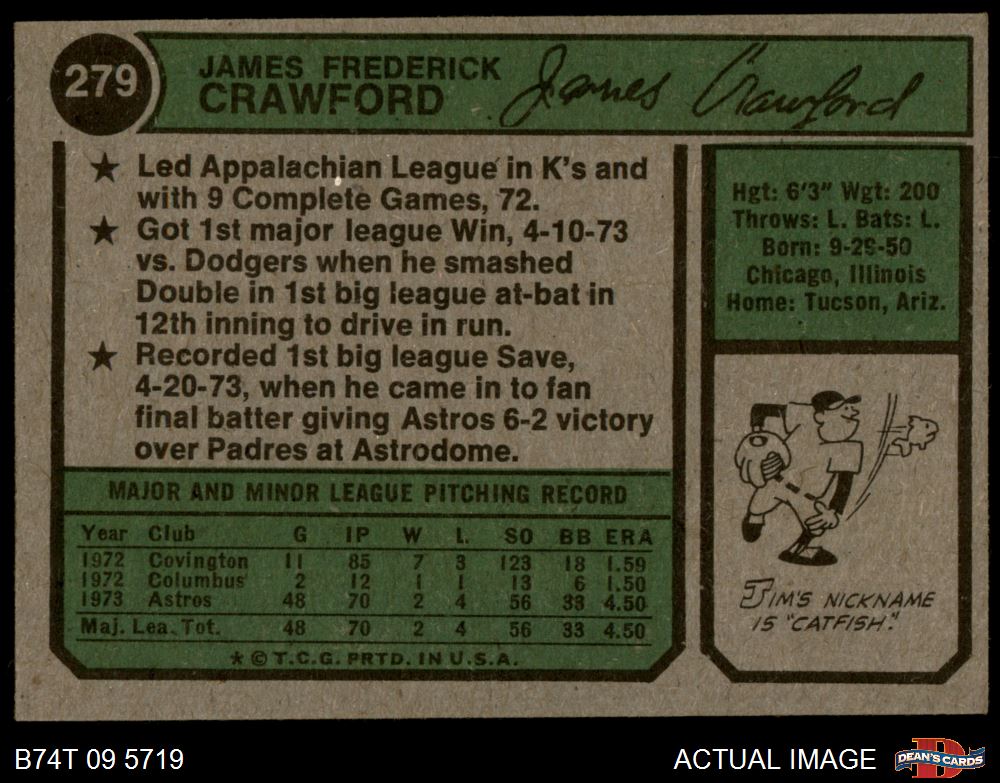 279
JAMES FREDERICK
CRAWFORD
James Crawford
★ Led Appalachian League in K's and
with 9 Complete Games, 72.
★ Got 1st major league Win, 4-10-73
vs. Dodgers when he smashed
Double in 1st big league at-bat in
12th inning to drive in run.
★ Recorded 1st big league Save,
4-20-73, when he came in to fan
final batter giving Astros 6-2 victory
over Padres at Astrodome.
Hgt: 6'3" Wgt: 200
Throws: L. Bats: L.
Born: 9-29-50
Chicago, Illinois
Home: Tucson, Ariz.
JIM'S NICKNAME
IS "CATFISH."
MAJOR AND MINOR LEAGUE PITCHING RECORD
Year Club G IP W L. SO BB ERA
1972 Covington 11 85 7 3 123 18 1.59
1972 Columbus 2 12 1 1 13 6 1.50
1973 Astros 48 70 2 4 56 33 4.50
Maj. Lea. Tot. 48 70 2 4 56 33 4.50
★ © T.C.G. PRTD. IN U.S.A.
B74T 09 5719
ACTUAL IMAGE
D
DEAN'S CARDS